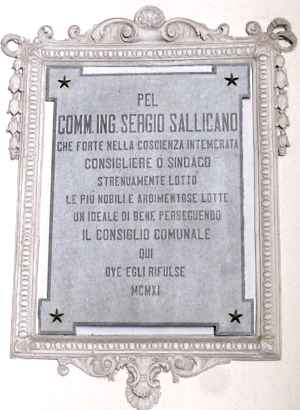 PEL
COMM. ING. SERGIO SALLICANO
CHE FORTE NELLA COSCIENZA INTEMERATA
CONSIGLIERE O SINDACO
STRENUAMENTE LOTTÒ
LE PIÙ NOBILI E ARDIMENTOSE LOTTE
UN IDEALE DI BENE PERSEGUENDO
IL CONSIGLIO COMUNALE
QUI
OVE EGLI RIFULSE
MCMXI